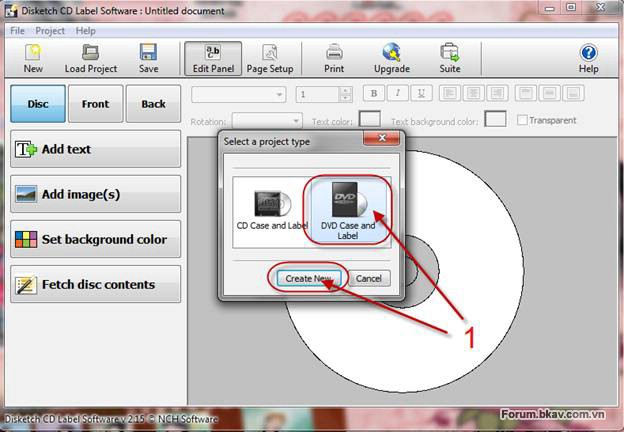 Disketch CD Label Software : Untitled document
File Project Help
New Load Project Save a.b Edit Panel Page Setup Print Upgrade Suite Help
Disc Front Back
1 B I U
Rotation: Text color: Text background color: Transparent
T Add text
Add image(s)
Set background color
Fetch disc contents
Select a project type
DVD
CD Case and Label
DVD Case and
Label
Create New Cancel
1
Disketch CD Label Software v 2.15 © NCH Software
Forum.bkav.com.vn